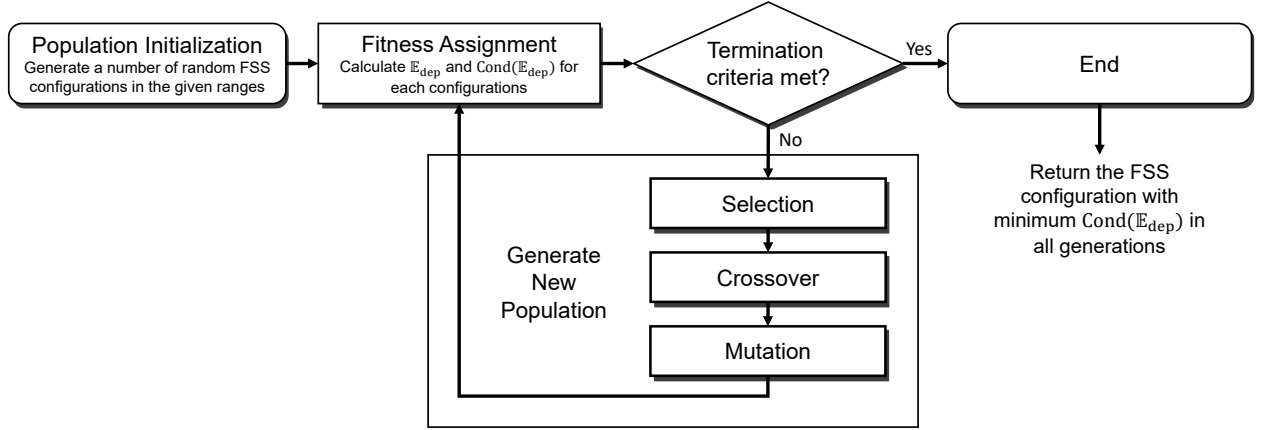 Population Initialization
Generate a number of random FSS
configurations in the given ranges
Fitness Assignment
Calculate 𝔼dep and Cond(𝔼dep) for
each configurations
Termination
criteria met?
Yes
End
No
Return the FSS
configuration with
minimum Cond(𝔼dep) in
all generations
Generate
New
Population
Selection
Crossover
Mutation